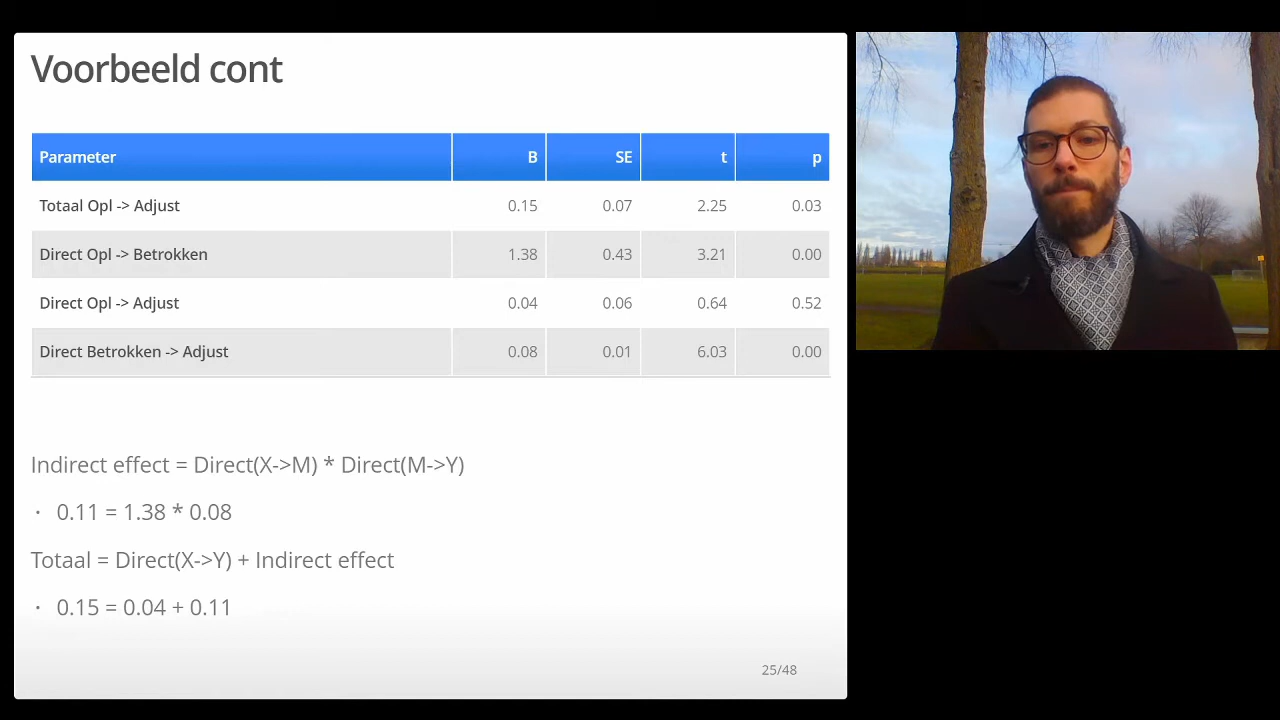 Voorbeeld cont
Parameter B SE t p
Totaal Opl -> Adjust 0.15 0.07 2.25 0.03
Direct Opl -> Betrokken 1.38 0.43 3.21 0.00
Direct Opl -> Adjust 0.04 0.06 0.64 0.52
Direct Betrokken -> Adjust 0.08 0.01 6.03 0.00
Indirect effect = Direct(X->M) * Direct(M->Y)
· 0.11 = 1.38 * 0.08
Totaal = Direct(X->Y) + Indirect effect
· 0.15 = 0.04 + 0.11
25/48